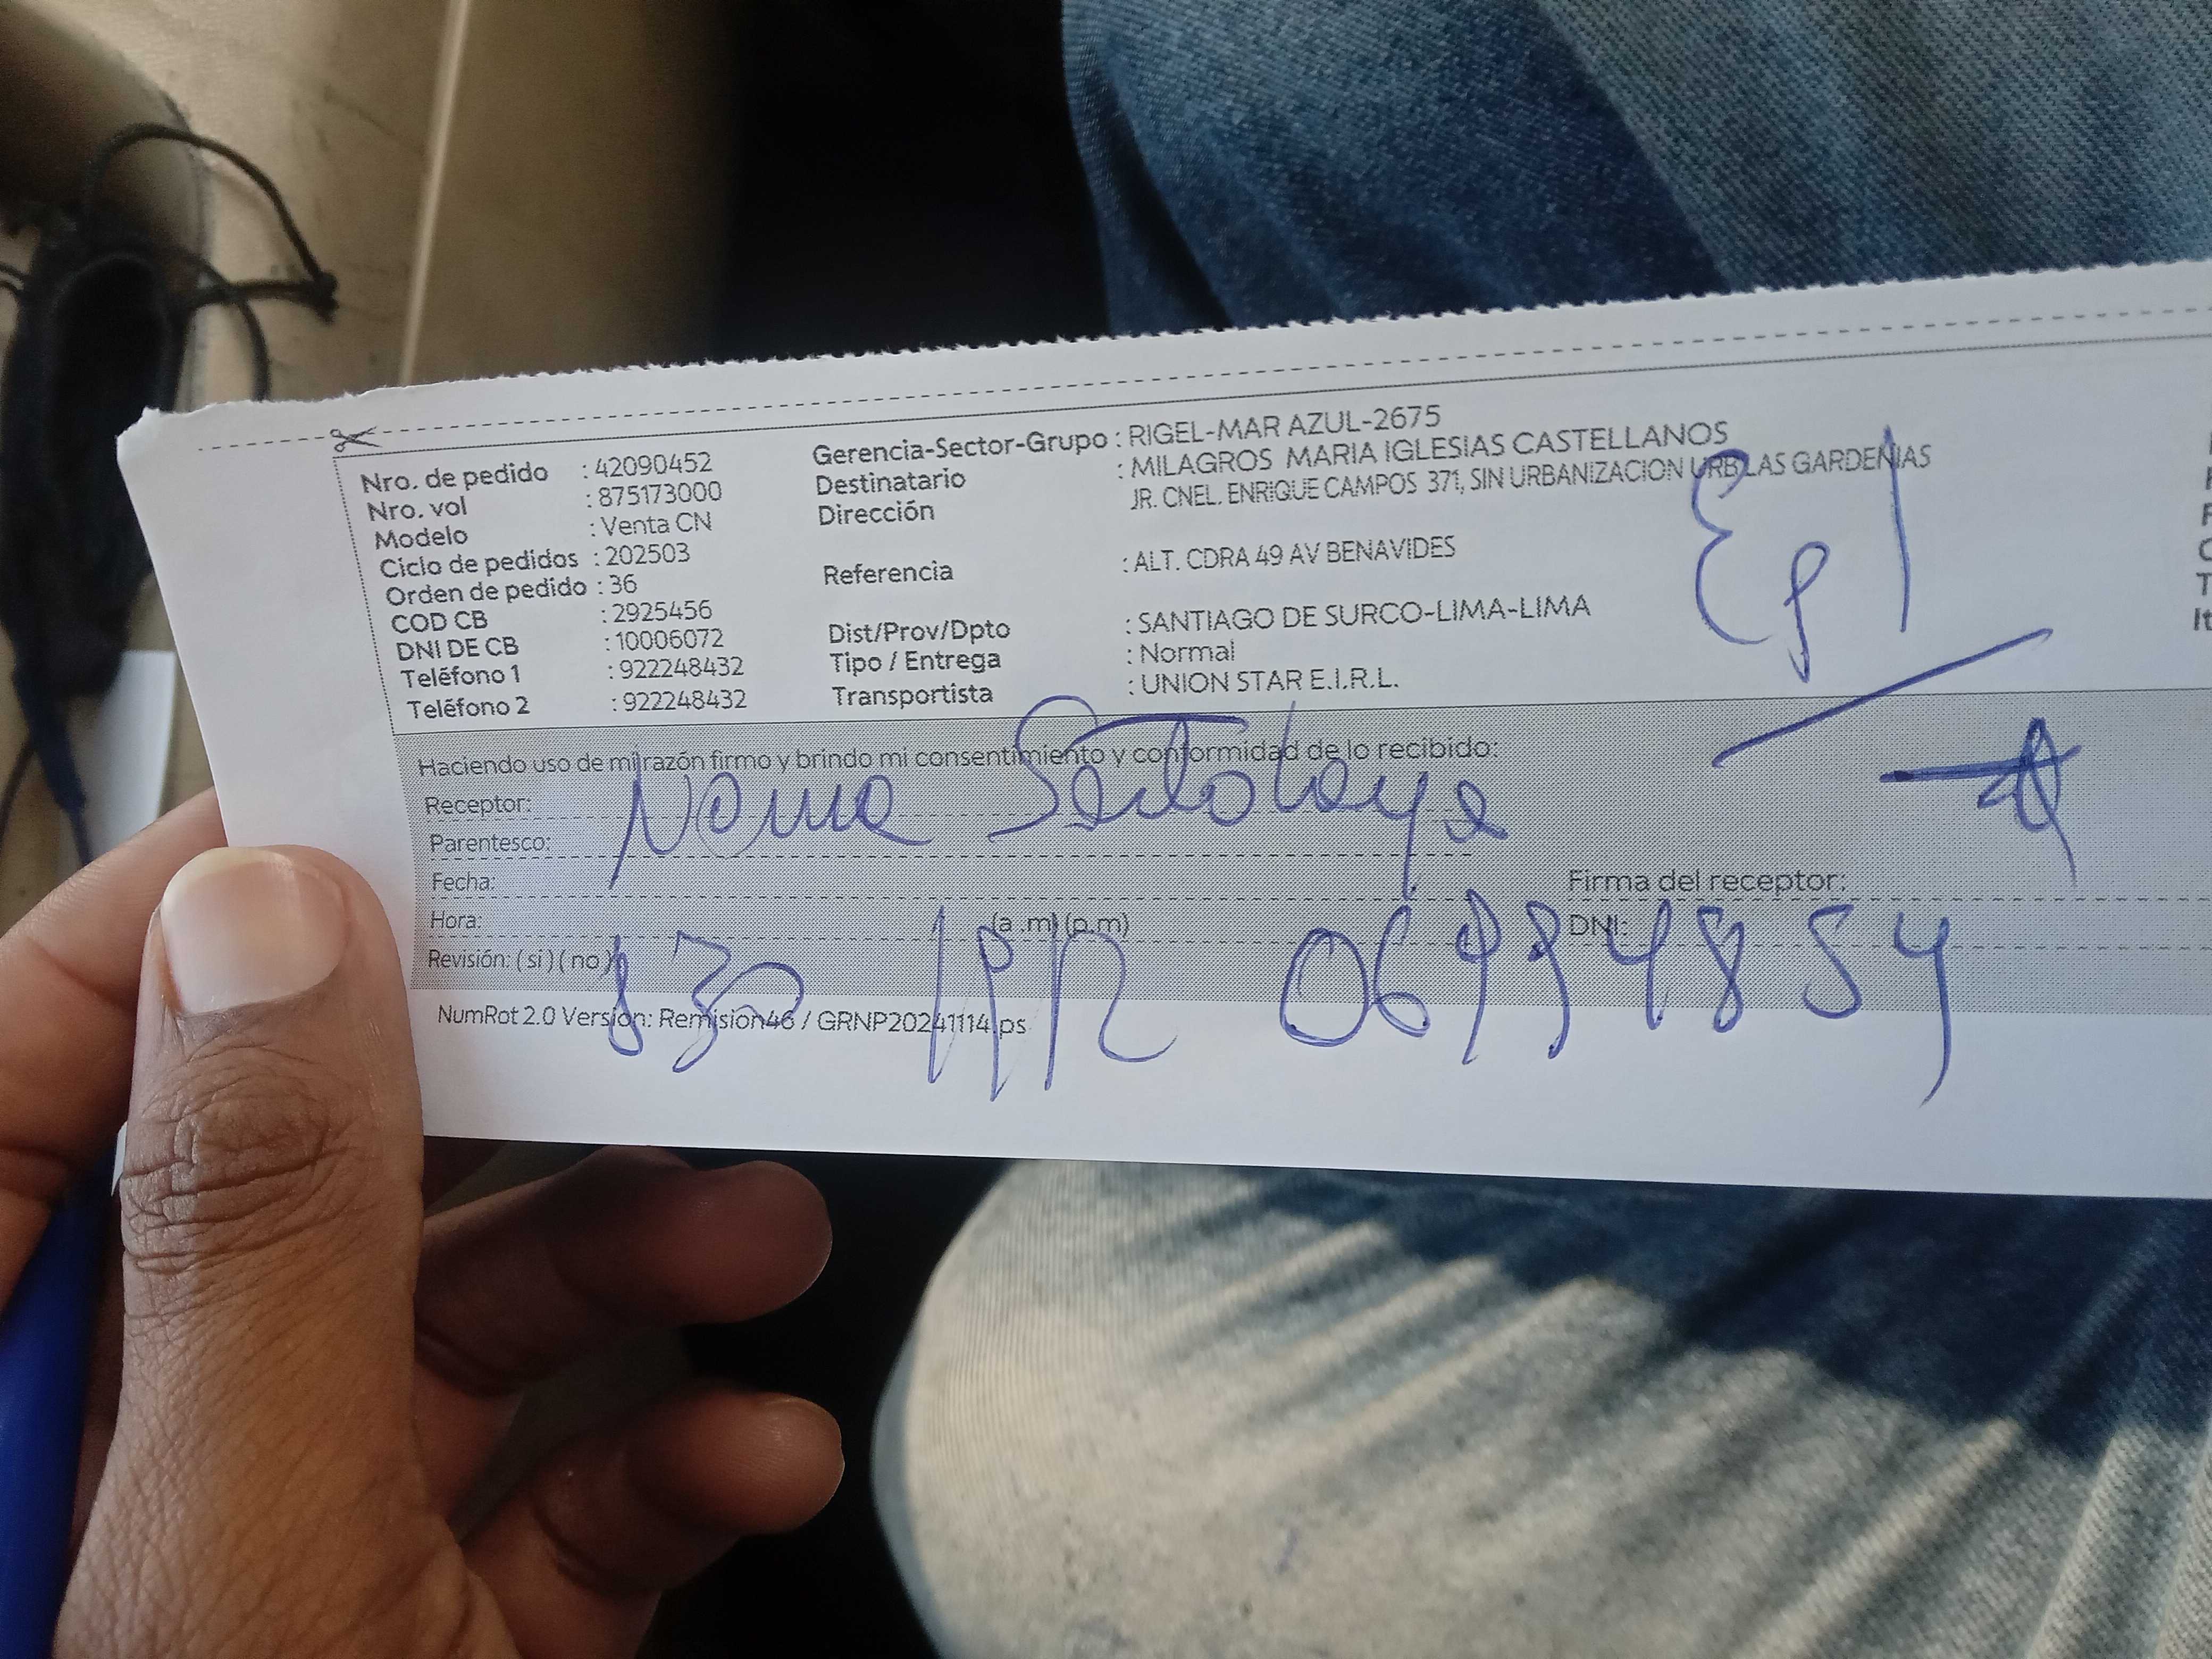 Nro. de pedido : 42090452
Nro. vol : 875173000
Modelo : Venta CN
Ciclo de pedidos : 202503
Orden de pedido : 36
COD CB : 2925456
DNI DE CB : 10006072
Teléfono 1 : 922248432
Teléfono 2 : 922248432
Gerencia-Sector-Grupo : RIGEL-MAR AZUL-2675
Destinatario : MILAGROS MARIA IGLESIAS CASTELLANOS
Dirección JR. CNEL. ENRIQUE CAMPOS 371, SIN URBANIZACION URB LAS GARDENIAS
Referencia : ALT. CDRA 49 AV BENAVIDES
Dist/Prov/Dpto : SANTIAGO DE SURCO-LIMA-LIMA
Tipo / Entrega : Normal
Transportista : UNION STAR E.I.R.L.
Haciendo uso de mi razón firmo y brindo mi consentimiento y conformidad de lo recibido:
Receptor:
Parentesco:
Fecha:
Firma del receptor:
Hora: (a .m) (p.m)
DNI:
Revisión: ( si ) ( no )
830
NumRot 2.0 Version: Remision46 / GRNP20241114.ps